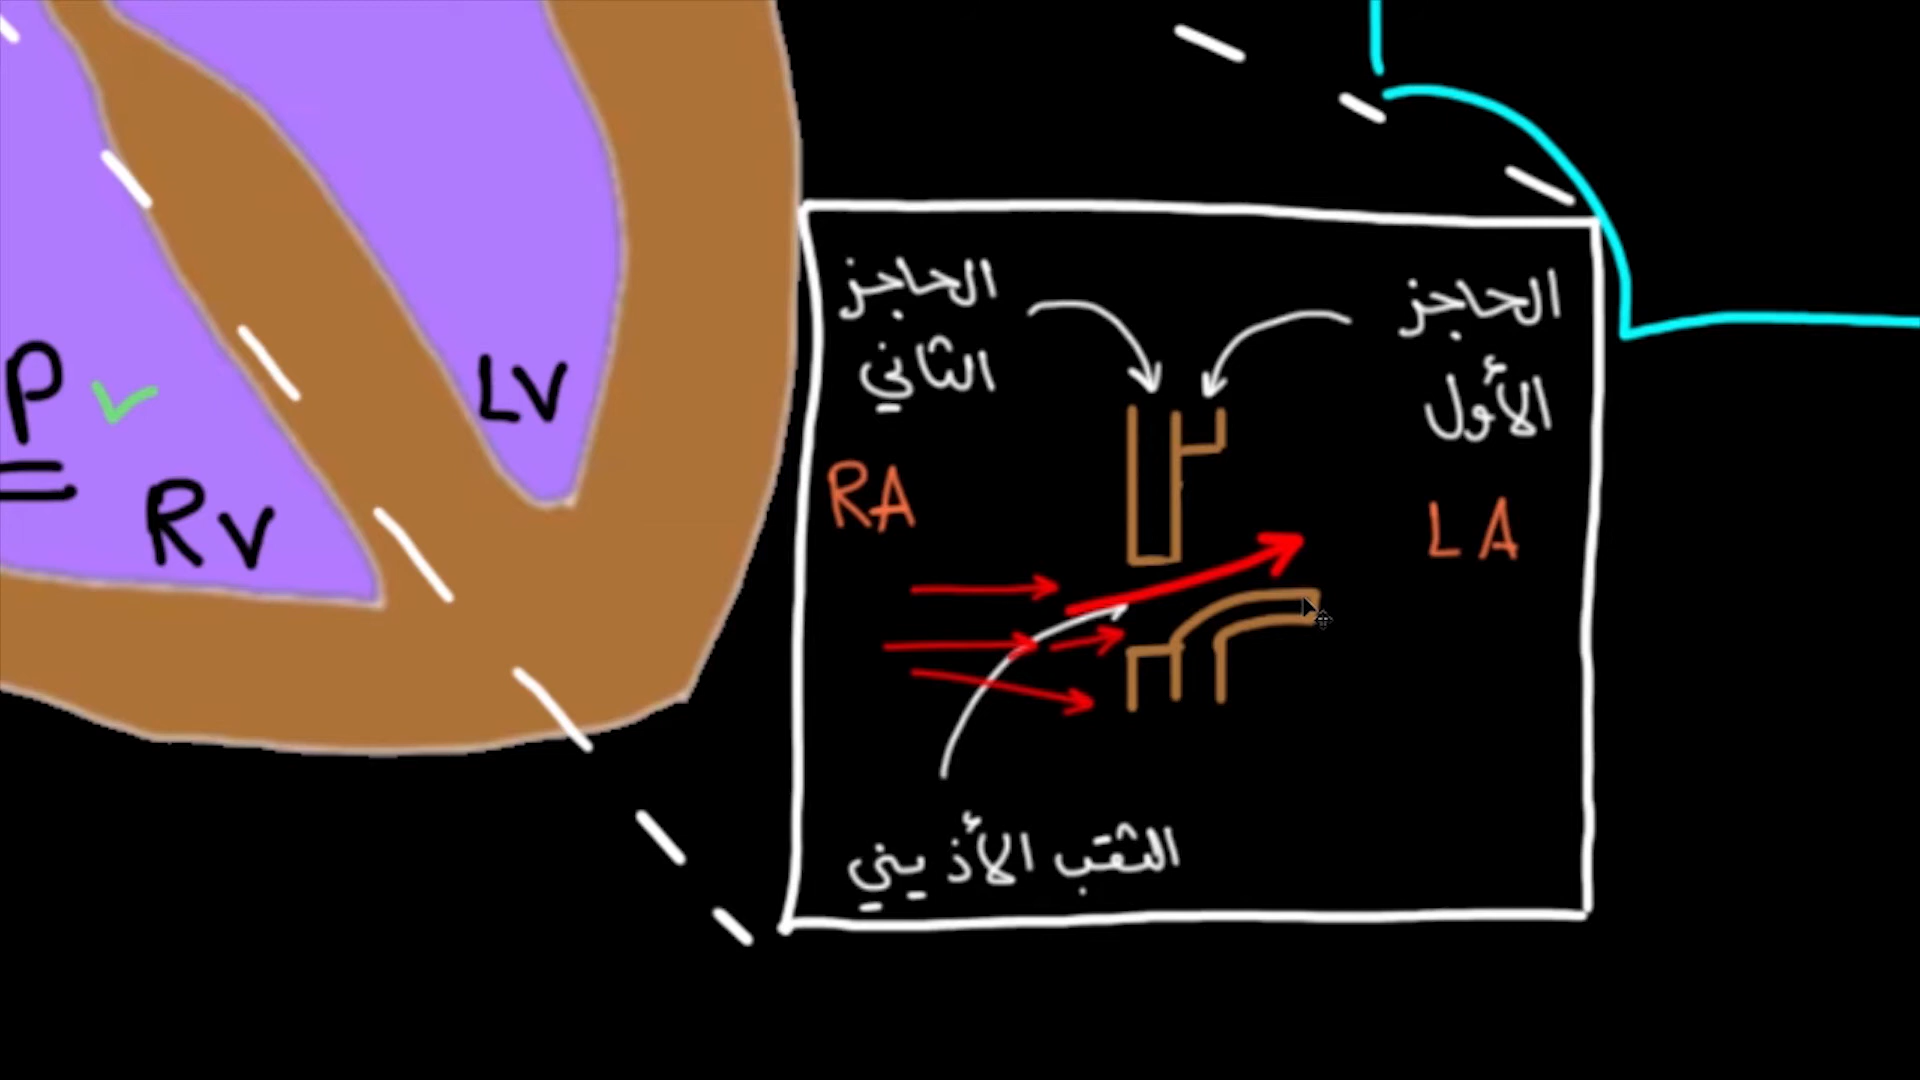 الحاجز
الثاني
الحاجز
الأول
RA
LA
الثقب الأذيني
LV
P
RV